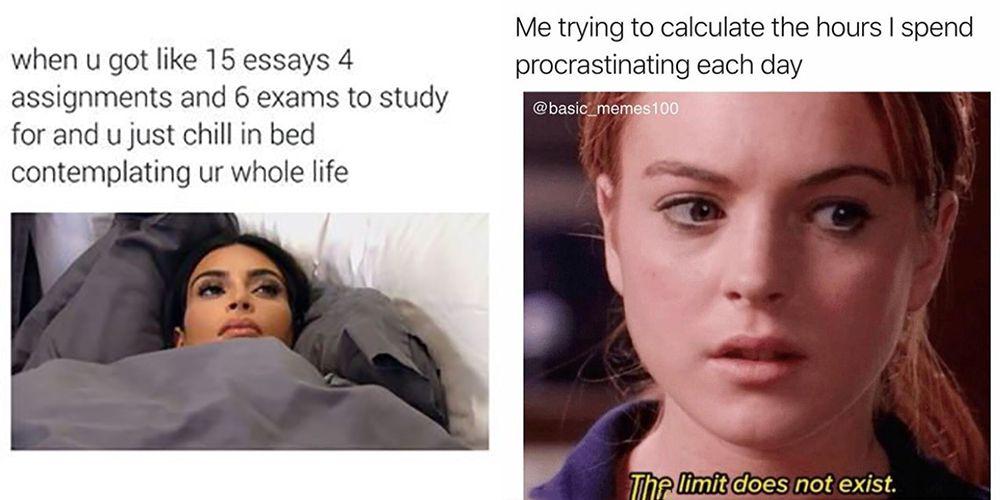 when u got like 15 essays 4
assignments and 6 exams to study
for and u just chill in bed
contemplating ur whole life
Me trying to calculate the hours I spend
procrastinating each day
@basic_memes100
The limit does not exist.